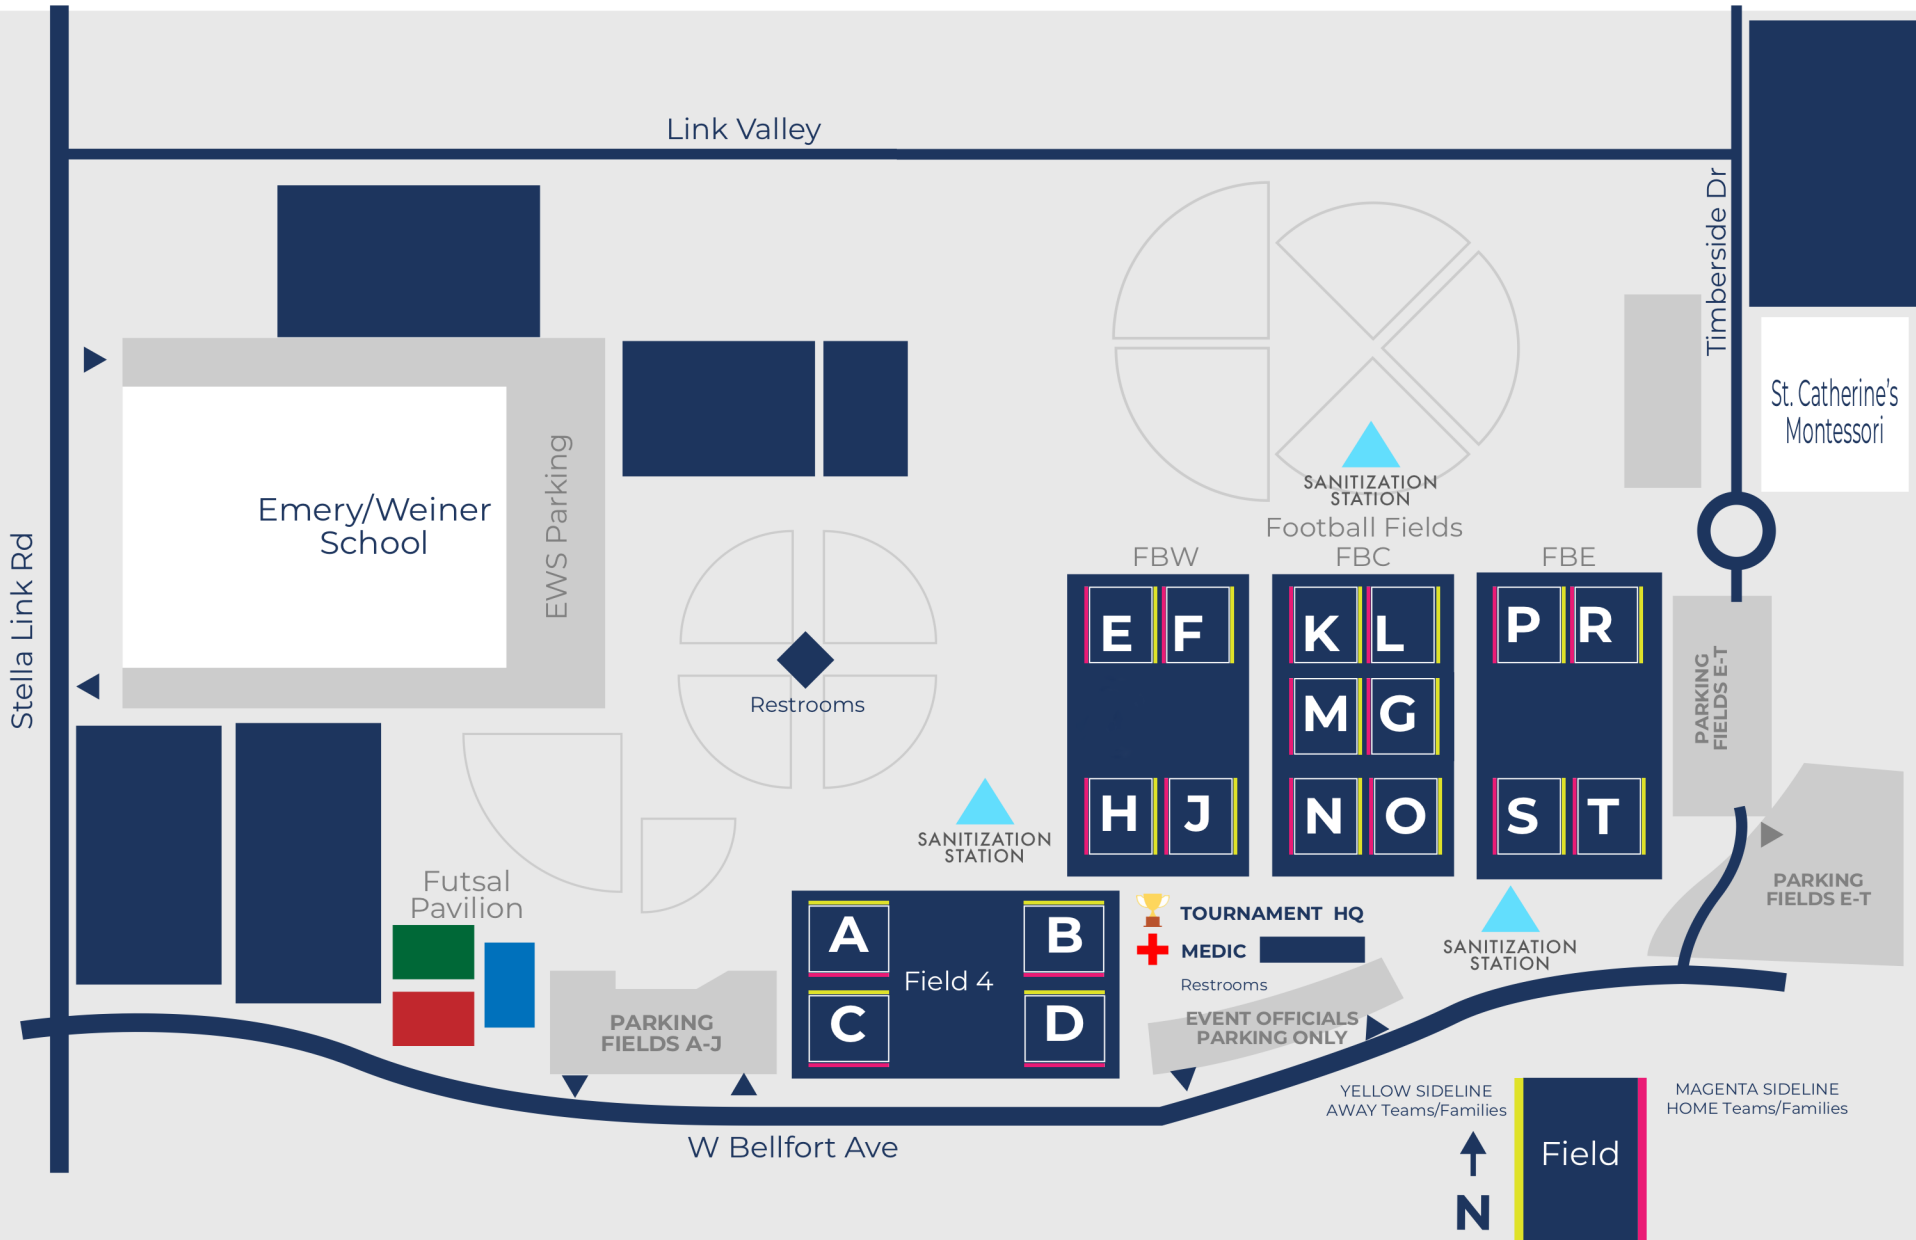 Link Valley
Timberside Dr
St. Catherine's
Montessori
Emery/Weiner
School
EWS Parking
Stella Link Rd
SANITIZATION
STATION
Football Fields
FBW
FBC
FBE
E F
K L
P R
M G
H J
N O
S T
Restrooms
PARKING
FIELDS E-T
SANITIZATION
STATION
PARKING
FIELDS E-T
Futsal
Pavilion
A
B
Field 4
C
D
TOURNAMENT HQ
MEDIC
Restrooms
SANITIZATION
STATION
PARKING
FIELDS A-J
EVENT OFFICIALS
PARKING ONLY
W Bellfort Ave
YELLOW SIDELINE
AWAY Teams/Families
MAGENTA SIDELINE
HOME Teams/Families
Field
N